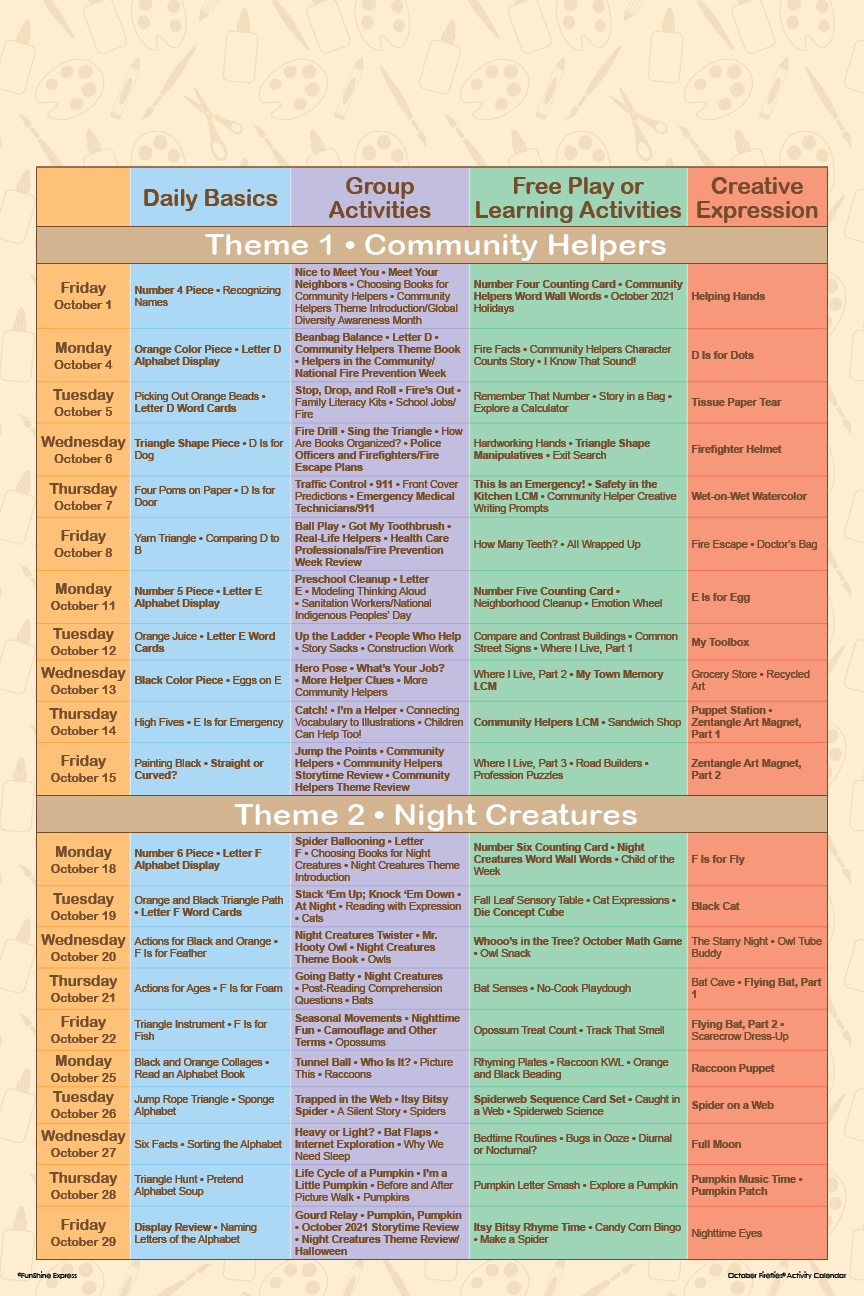 Daily Basics
Group
Activities
Free Play or
Learning Activities
Creative
Expression
Theme 1 • Community Helpers
Friday
October 1
Number 4 Piece • Recognizing
Names
Nice to Meet You • Meet Your
Neighbors • Choosing Books for
Community Helpers • Community
Helpers Theme Introduction/Global
Diversity Awareness Month
Number Four Counting Card • Community
Helpers Word Wall Words • October 2021
Holidays
Helping Hands
Monday
October 4
Orange Color Piece • Letter D
Alphabet Display
Beanbag Balance • Letter D •
Community Helpers Theme Book
• Helpers in the Community/
National Fire Prevention Week
Fire Facts • Community Helpers Character
Counts Story • I Know That Sound!
D Is for Dots
Tuesday
October 5
Picking Out Orange Beads •
Letter D Word Cards
Stop, Drop, and Roll • Fire's Out •
Family Literacy Kits • School Jobs/
Fire
Remember That Number • Story in a Bag •
Explore a Calculator
Tissue Paper Tear
Wednesday
October 6
Triangle Shape Piece • D Is for
Dog
Fire Drill • Sing the Triangle • How
Are Books Organized? • Police
Officers and Firefighters/Fire
Escape Plans
Hardworking Hands • Triangle Shape
Manipulatives • Exit Search
Firefighter Helmet
Thursday
October 7
Four Poms on Paper • D Is for
Door
Traffic Control • 911 • Front Cover
Predictions • Emergency Medical
Technicians/911
This Is an Emergency! • Safety in the
Kitchen LCM • Community Helper Creative
Writing Prompts
Wet-on-Wet Watercolor
Friday
October 8
Yarn Triangle • Comparing D to
B
Ball Play • Got My Toothbrush •
Real-Life Helpers • Health Care
Professionals/Fire Prevention
Week Review
How Many Teeth? • All Wrapped Up
Fire Escape • Doctor's Bag
Monday
October 11
Number 5 Piece • Letter E
Alphabet Display
Preschool Cleanup • Letter
E • Modeling Thinking Aloud
• Sanitation Workers/National
Indigenous Peoples' Day
Number Five Counting Card •
Neighborhood Cleanup • Emotion Wheel
E Is for Egg
Tuesday
October 12
Orange Juice • Letter E Word
Cards
Up the Ladder • People Who Help
• Story Sacks • Construction Work
Compare and Contrast Buildings • Common
Street Signs • Where I Live, Part 1
My Toolbox
Wednesday
October 13
Black Color Piece • Eggs on E
Hero Pose • What's Your Job?
• More Helper Clues • More
Community Helpers
Where I Live, Part 2 • My Town Memory
LCM
Grocery Store • Recycled
Art
Thursday
October 14
High Fives • E Is for Emergency
Catch! • I'm a Helper • Connecting
Vocabulary to Illustrations • Children
Can Help Too!
Community Helpers LCM • Sandwich Shop
Puppet Station •
Zentangle Art Magnet,
Part 1
Friday
October 15
Painting Black • Straight or
Curved?
Jump the Points • Community
Helpers • Community Helpers
Storytime Review • Community
Helpers Theme Review
Where I Live, Part 3 • Road Builders •
Profession Puzzles
Zentangle Art Magnet,
Part 2
Theme 2 • Night Creatures
Monday
October 18
Number 6 Piece • Letter F
Alphabet Display
Spider Ballooning • Letter
F • Choosing Books for Night
Creatures • Night Creatures Theme
Introduction
Number Six Counting Card • Night
Creatures Word Wall Words • Child of the
Week
F Is for Fly
Tuesday
October 19
Orange and Black Triangle Path
• Letter F Word Cards
Stack ‘Em Up; Knock ‘Em Down •
At Night • Reading with Expression
• Cats
Fall Leaf Sensory Table • Cat Expressions •
Die Concept Cube
Black Cat
Wednesday
October 20
Actions for Black and Orange •
F Is for Feather
Night Creatures Twister • Mr.
Hooty Owl • Night Creatures
Theme Book • Owls
Whooo's in the Tree? October Math Game
• Owl Snack
The Starry Night • Owl Tube
Buddy
Thursday
October 21
Actions for Ages • F Is for Foam
Going Batty • Night Creatures
• Post-Reading Comprehension
Questions • Bats
Bat Senses • No-Cook Playdough
Bat Cave • Flying Bat, Part
1
Friday
October 22
Triangle Instrument • F Is for
Fish
Seasonal Movements • Nighttime
Fun • Camouflage and Other
Terms • Opossums
Opossum Treat Count • Track That Smell
Flying Bat, Part 2 •
Scarecrow Dress-Up
Monday
October 25
Black and Orange Collages •
Read an Alphabet Book
Tunnel Ball • Who Is It? • Picture
This • Raccoons
Rhyming Plates • Raccoon KWL • Orange
and Black Beading
Raccoon Puppet
Tuesday
October 26
Jump Rope Triangle • Sponge
Alphabet
Trapped in the Web • Itsy Bitsy
Spider • A Silent Story • Spiders
Spiderweb Sequence Card Set • Caught in
a Web • Spiderweb Science
Spider on a Web
Wednesday
October 27
Six Facts • Sorting the Alphabet
Heavy or Light? • Bat Flaps •
Internet Exploration • Why We
Need Sleep
Bedtime Routines • Bugs in Ooze • Diurnal
or Nocturnal?
Full Moon
Thursday
October 28
Triangle Hunt • Pretend
Alphabet Soup
Life Cycle of a Pumpkin • I'm a
Little Pumpkin • Before and After
Picture Walk • Pumpkins
Pumpkin Letter Smash • Explore a Pumpkin
Pumpkin Music Time •
Pumpkin Patch
Friday
October 29
Display Review • Naming
Letters of the Alphabet
Gourd Relay • Pumpkin, Pumpkin
• October 2021 Storytime Review
• Night Creatures Theme Review/
Halloween
Itsy Bitsy Rhyme Time • Candy Corn Bingo
• Make a Spider
Nighttime Eyes
©FunShine Express
October Fireflies® Activity Calendar